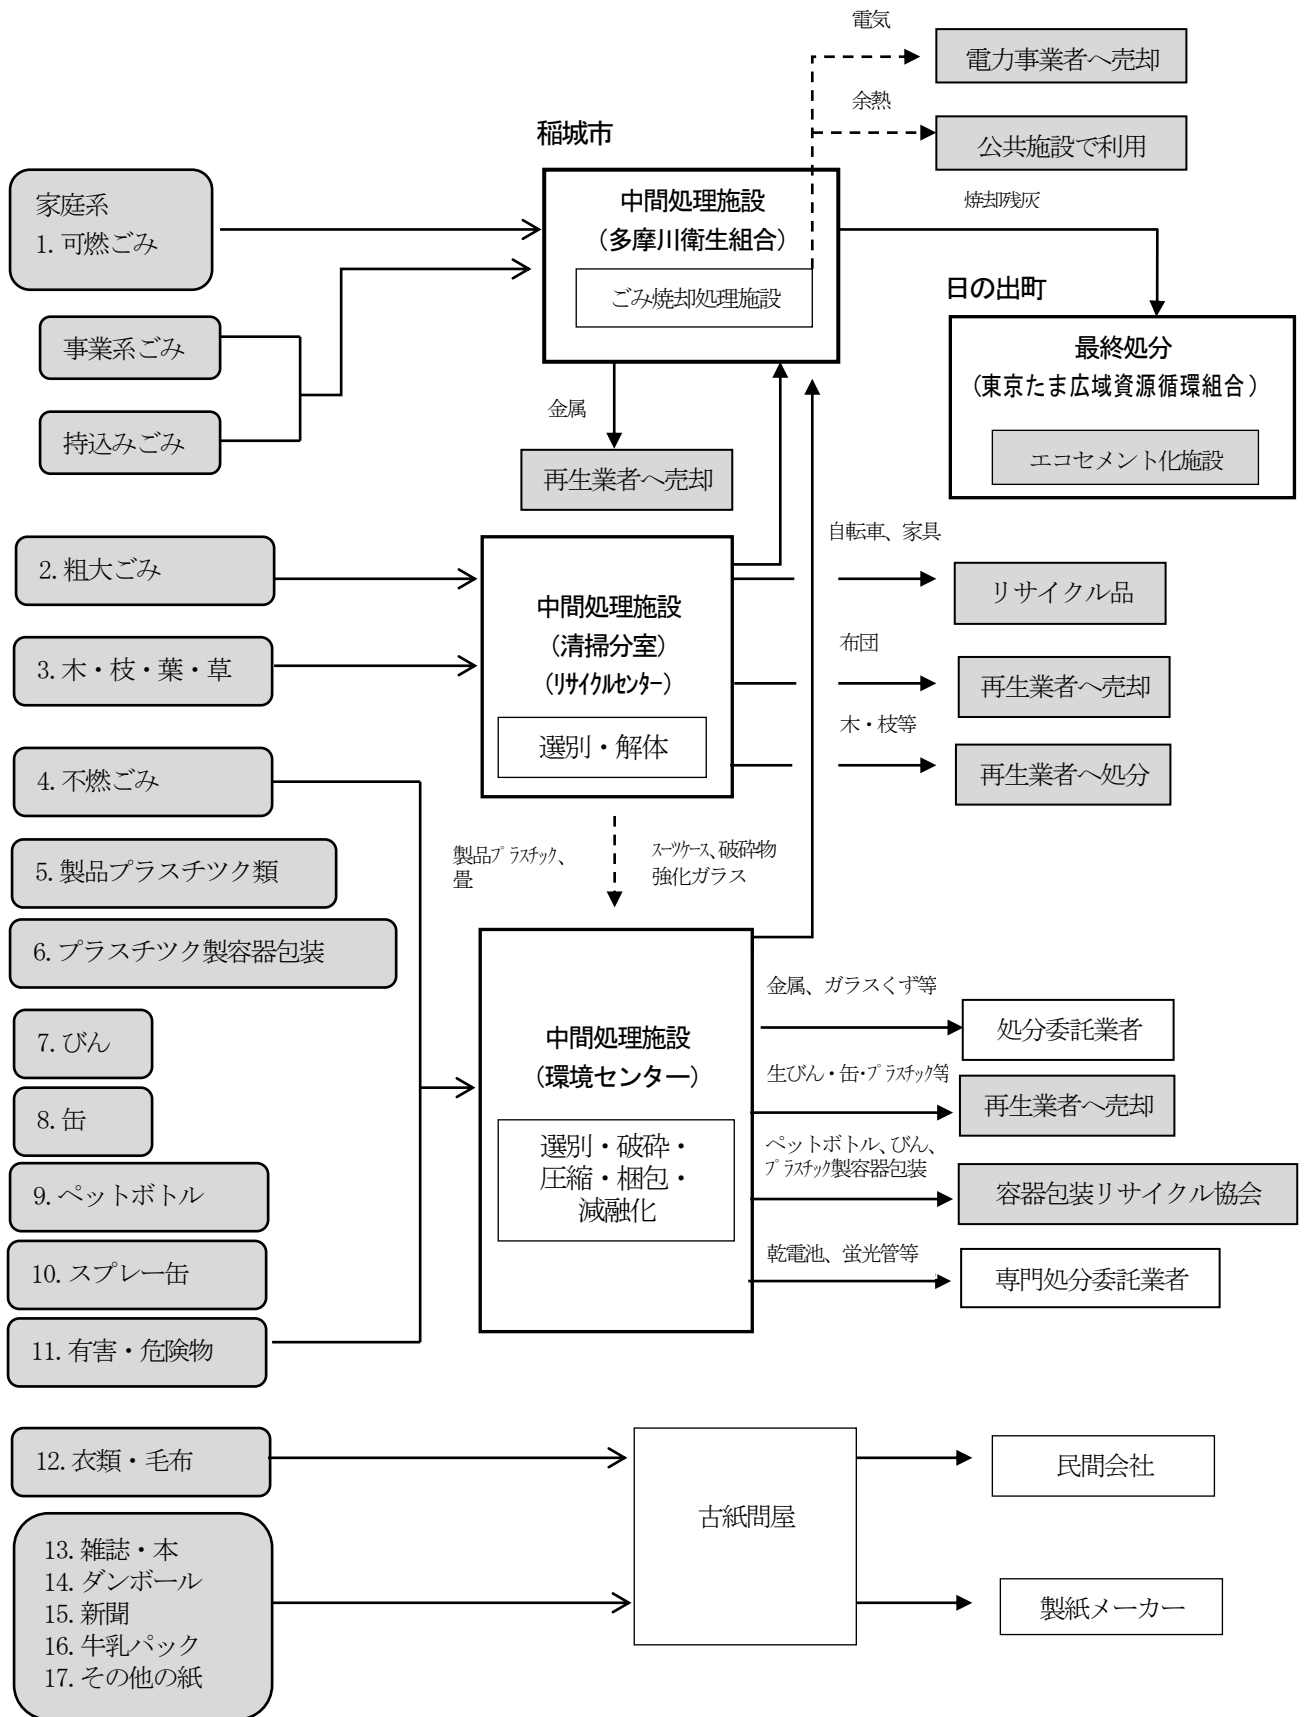 電気
電力事業者へ売却
余熱
公共施設で利用
稲城市
中間処理施設
(多摩川衛生組合)
ごみ焼却処理施設
焼却残灰
日の出町
最終処分
(東京たま広域資源循環組合)
エコセメント化施設
家庭系
1.可燃ごみ
事業系ごみ
持込みごみ
金属
再生業者へ売却
2.粗大ごみ
3.木・枝・葉・草
中間処理施設
(清掃分室)
(リサイクルセンター)
選別・解体
自転車、家具
リサイクル品
布団
再生業者へ売却
木・枝等
再生業者へ処分
4.不燃ごみ
5.製品プラスチツク類
6.プラスチツク製容器包装
7.びん
8.缶
9.ペットボトル
10.スプレー缶
11.有害・危険物
製品プラスチック、
畳
スーツケース、破砕物
強化ガラス
中間処理施設
(環境センター)
選別・破砕・
圧縮・梱包・
減融化
金属、ガラスくず等
処分委託業者
生びん・缶・プラスチック等
再生業者へ売却
ペットボトル、びん、
プラスチック製容器包装
容器包装リサイクル協会
乾電池、蛍光管等
専門処分委託業者
12.衣類・毛布
13.雑誌・本
14.ダンボール
15.新聞
16.牛乳パック
17.その他の紙
古紙問屋
民間会社
製紙メーカー